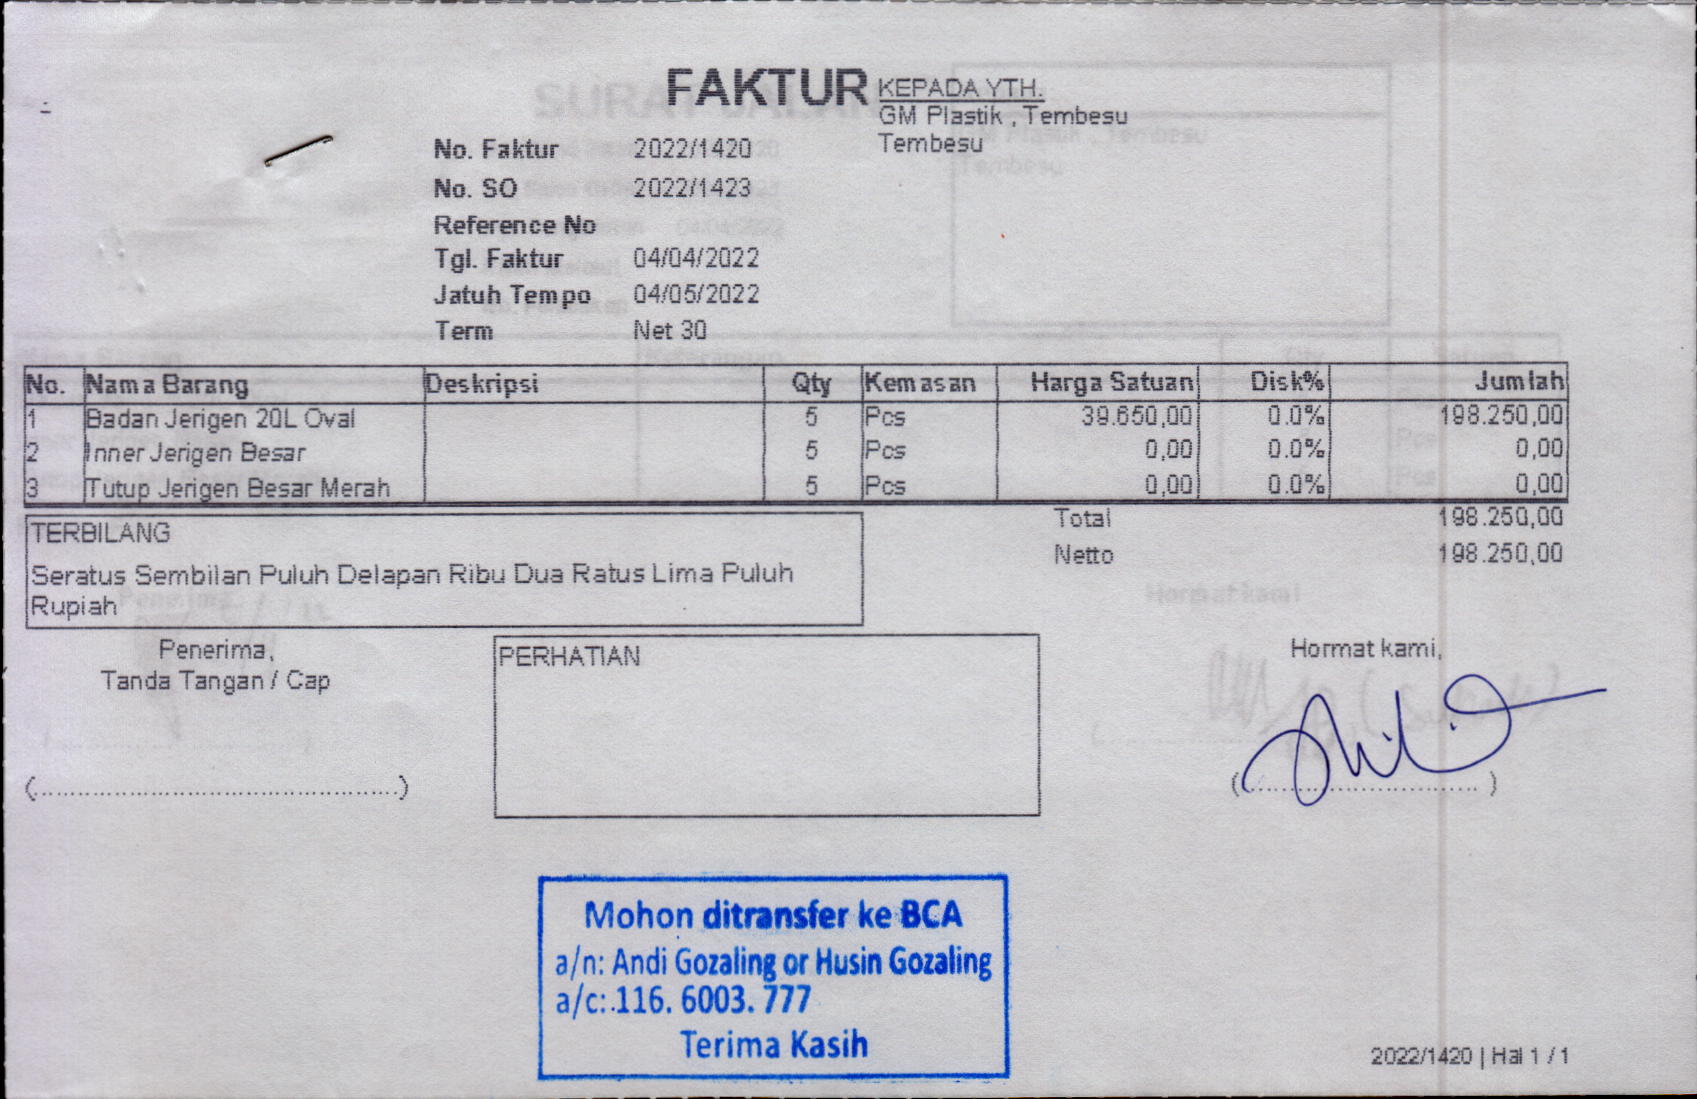 FAKTUR
KEPADA YTH.
GM Plastik , Tembesu
Tembesu
No. Faktur 2022/1420
No. SO 2022/1423
Reference No
Tgl. Faktur 04/04/2022
Jatuh Tempo 04/05/2022
Term Net 30
No. Nama Barang Deskripsi Qty Kemasan Harga Satuan Disk% Jumlah
1 Badan Jerigen 20L Oval 5 Pcs 39.650,00 0.0% 198.250,00
2 Inner Jerigen Besar 5 Pcs 0,00 0.0% 0,00
3 Tutup Jerigen Besar Merah 5 Pcs 0,00 0.0% 0,00
Total 198.250,00
Netto 198.250,00
TERBILANG
Seratus Sembilan Puluh Delapan Ribu Dua Ratus Lima Puluh
Rupiah
Penerima,
Tanda Tangan / Cap
(..............................................)
PERHATIAN
Hormat kami,
(................................)
Mohon ditransfer ke BCA
a/n: Andi Gozaling or Husin Gozaling
a/c: 116. 6003. 777
Terima Kasih
2022/1420 | Hal 1 / 1